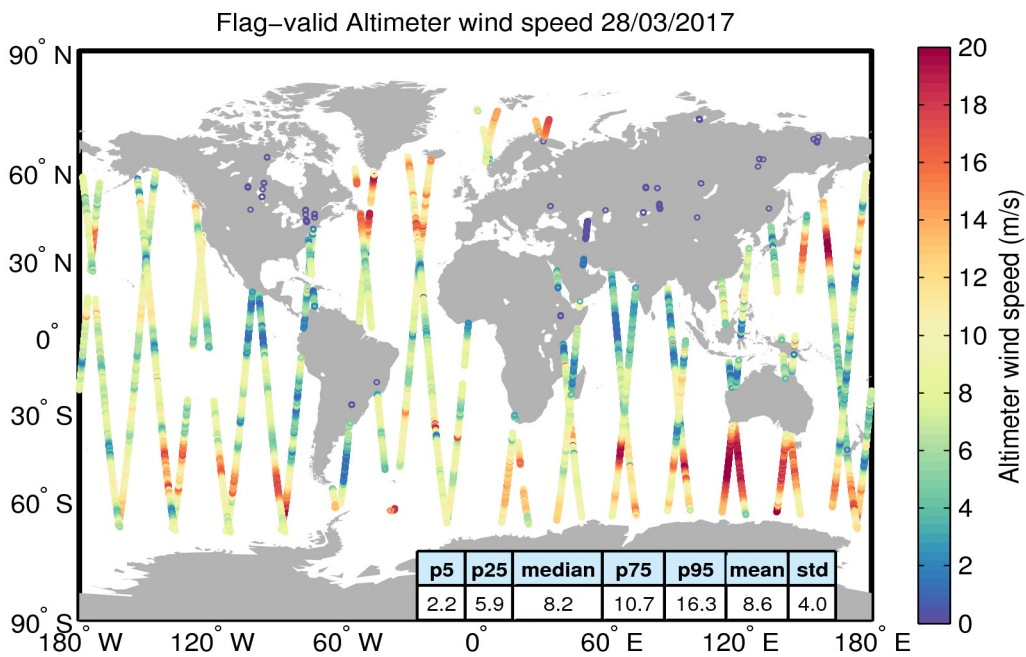 Flag−valid Altimeter wind speed 28/03/2017
90° N
60° N
30° N
0°
30° S
60° S
90° S
180° W
120° W
60° W
0°
60° E
120° E
180° E
p5 p25 median p75 p95 mean std
2.2 5.9 8.2 10.7 16.3 8.6 4.0
20
18
16
14
12
10
8
6
4
2
0
Altimeter wind speed (m/s)